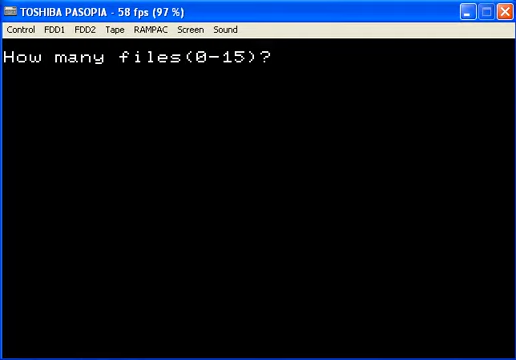 TOSHIBA PASOPIA - 58 fps (97 %)
Control FDD1 FDD2 Tape RAMPAC Screen Sound
How many files(0-15)?